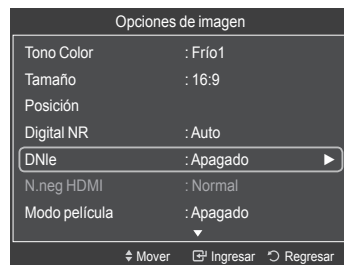 Opciones de imagen
Tono Color : Frío1
Tamaño : 16:9
Posición
Digital NR : Auto
DNIe : Apagado
N.neg HDMI : Normal
Modo película : Apagado
Mover Ingresar Regresar